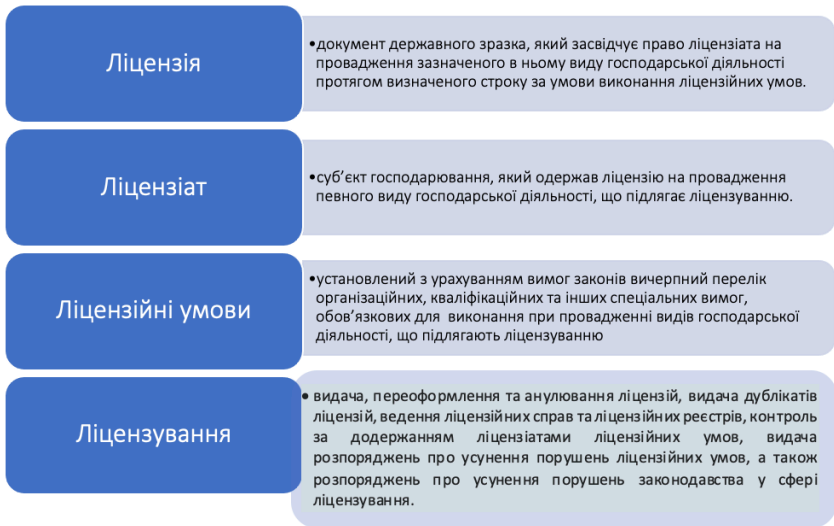 Ліцензія
•документ державного зразка, який засвідчує право ліцензіата на
провадження зазначеного в ньому виду господарської діяльності
протягом визначеного строку за умови виконання ліцензійних умов.
Ліцензіат
•суб’єкт господарювання, який одержав ліцензію на провадження
певного виду господарської діяльності, що підлягає ліцензуванню.
Ліцензійні умови
•установлений з урахуванням вимог законів вичерпний перелік
організаційних, кваліфікаційних та інших спеціальних вимог,
обов’язкових для виконання при провадженні видів господарської
діяльності, що підлягають ліцензуванню
Ліцензування
• видача, переоформлення та анулювання ліцензій, видача дублікатів
ліцензій, ведення ліцензійних справ та ліцензійних реєстрів, контроль
за додержанням ліцензіатами ліцензійних умов, видача
розпоряджень про усунення порушень ліцензійних умов, а також
розпоряджень про усунення порушень законодавства у сфері
ліцензування.